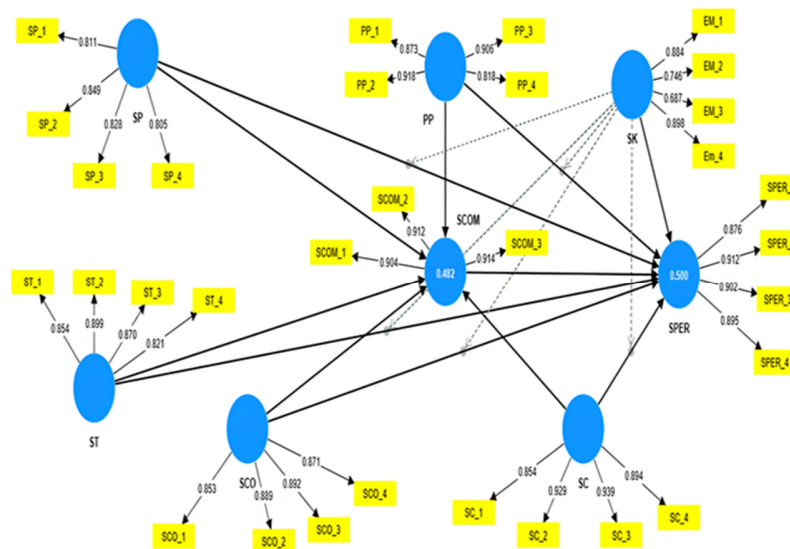 SP_1
0.811
SP_2
0.849
0.828
0.805
SP_3
SP_4
SP
PP_1
0.873
0.906
PP_3
PP_2
0.918
0.818
PP_4
PP
EM_1
0.884
EM_2
0.746
0.687
EM_3
0.898
Em_4
SK
SCOM_2
SCOM
0.912
SCOM_1
0.904
0.914
SCOM_3
0.482
SPER_
0.876
0.912
SPER_
0.500
0.902
SPER_3
0.895
SPER_4
SPER
ST_1
ST_2
ST_3
ST_4
0.854
0.899
0.870
0.821
ST
SCO
0.853
0.889
0.892
0.871
SCO_4
SCO_1
SCO_2
SCO_3
SC
0.854
0.929
0.939
0.894
SC_1
SC_2
SC_3
SC_4